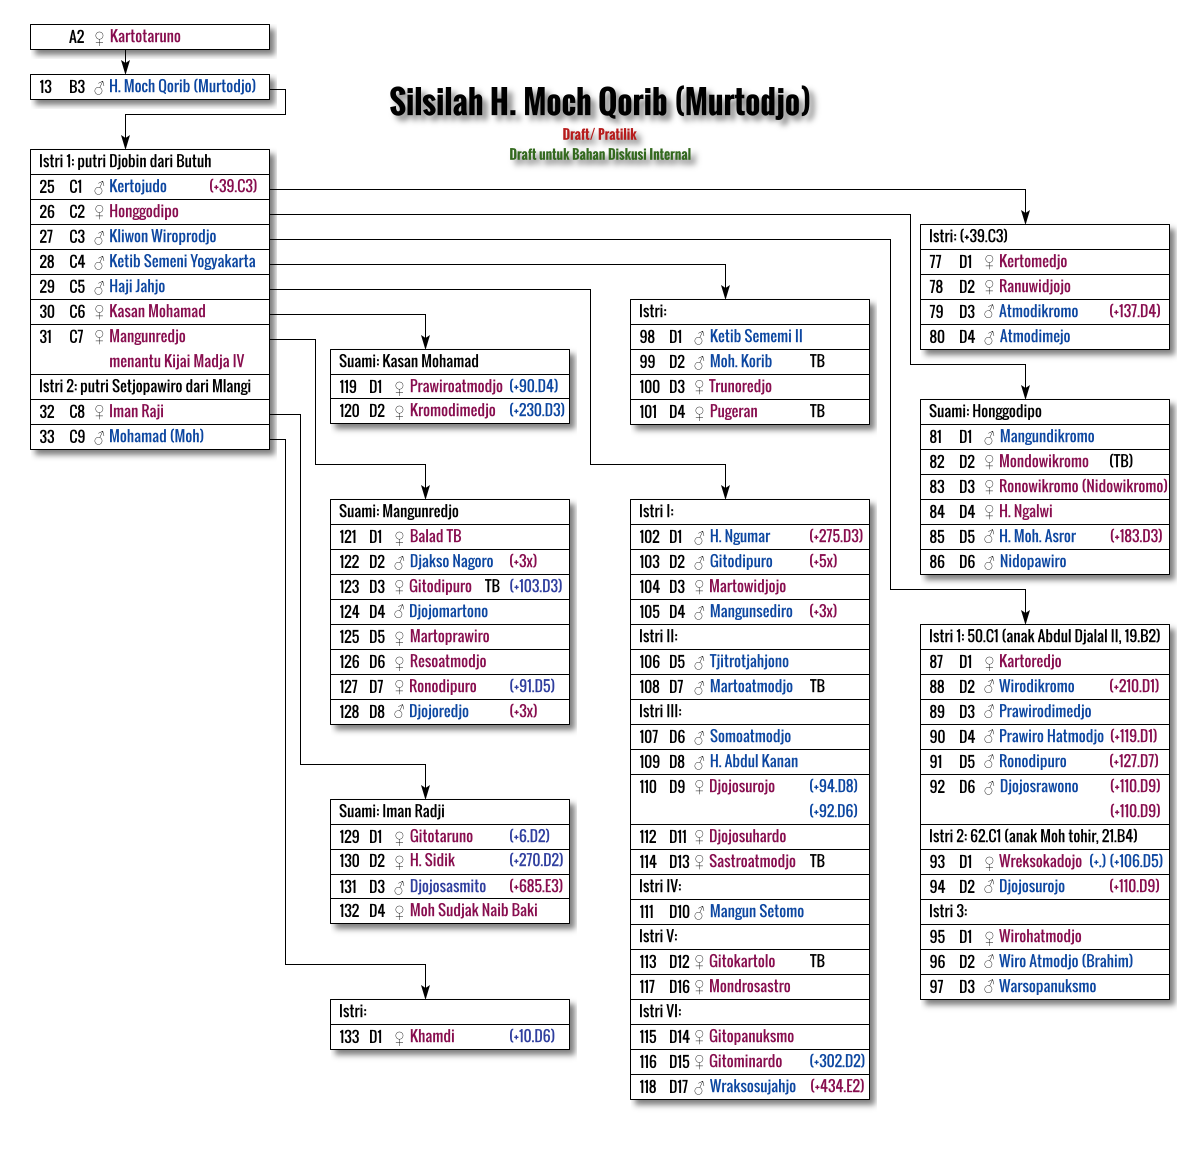 A2 ♀ Kartotaruno
13 B3 ♂ H. Moch Qorib (Murtodjo)
Silsilah H. Moch Qorib (Murtodjo)
Draft/ Pratilik
Draft untuk Bahan Diskusi Internal
Istri 1: putri Djobin dari Butuh
25 C1 ♂ Kertojudo (+39.C3)
26 C2 ♀ Honggodipo
27 C3 ♂ Kliwon Wiroprodjo
28 C4 ♂ Ketib Semeni Yogyakarta
29 C5 ♂ Haji Jahjo
30 C6 ♀ Kasan Mohamad
31 C7 ♀ Mangunredjo
menantu Kijai Madja IV
Istri 2: putri Setjopawiro dari Mlangi
32 C8 ♀ Iman Raji
33 C9 ♂ Mohamad (Moh)
Suami: Kasan Mohamad
119 D1 ♀ Prawiroatmodjo (+90.D4)
120 D2 ♀ Kromodimedjo (+230.D3)
Suami: Mangunredjo
121 D1 ♀ Balad TB
122 D2 ♂ Djakso Nagoro (+3x)
123 D3 ♀ Gitodipuro TB (+103.D3)
124 D4 ♂ Djojomartono
125 D5 ♀ Martoprawiro
126 D6 ♀ Resoatmodjo
127 D7 ♀ Ronodipuro (+91.D5)
128 D8 ♂ Djojoredjo (+3x)
Suami: Iman Radji
129 D1 ♀ Gitotaruno (+6.D2)
130 D2 ♀ H. Sidik (+270.D2)
131 D3 ♂ Djojosasmito (+685.E3)
132 D4 ♀ Moh Sudjak Naib Baki
Istri:
133 D1 ♀ Khamdi (+10.D6)
Istri:
98 D1 ♂ Ketib Sememi II
99 D2 ♂ Moh. Korib TB
100 D3 ♀ Trunoredjo
101 D4 ♀ Pugeran TB
Istri I:
102 D1 ♂ H. Ngumar (+275.D3)
103 D2 ♂ Gitodipuro (+5x)
104 D3 ♀ Martowidjojo
105 D4 ♂ Mangunsediro (+3x)
Istri II:
106 D5 ♂ Tjitrotjahjono
108 D7 ♂ Martoatmodjo TB
Istri III:
107 D6 ♂ Somoatmodjo
109 D8 ♂ H. Abdul Kanan
110 D9 ♀ Djojosurojo (+94.D8)
(+92.D6)
112 D11 ♀ Djojosuhardo
114 D13 ♀ Sastroatmodjo TB
Istri IV:
111 D10 ♂ Mangun Setomo
Istri V:
113 D12 ♀ Gitokartolo TB
117 D16 ♀ Mondrosastro
Istri VI:
115 D14 ♀ Gitopanuksmo
116 D15 ♀ Gitominardo (+302.D2)
118 D17 ♂ Wraksosujahjo (+434.E2)
Istri: (+39.C3)
77 D1 ♀ Kertomedjo
78 D2 ♀ Ranuwidjojo
79 D3 ♂ Atmodikromo (+137.D4)
80 D4 ♂ Atmodimejo
Suami: Honggodipo
81 D1 ♂ Mangundikromo
82 D2 ♀ Mondowikromo (TB)
83 D3 ♀ Ronowikromo (Nidowikromo)
84 D4 ♀ H. Ngalwi
85 D5 ♂ H. Moh. Asror (+183.D3)
86 D6 ♂ Nidopawiro
Istri 1: 50.C1 (anak Abdul Djalal II, 19.B2)
87 D1 ♀ Kartoredjo
88 D2 ♂ Wirodikromo (+210.D1)
89 D3 ♂ Prawirodimedjo
90 D4 ♂ Prawiro Hatmodjo (+119.D1)
91 D5 ♂ Ronodipuro (+127.D7)
92 D6 ♂ Djojosrawono (+110.D9)
(+110.D9)
Istri 2: 62.C1 (anak Moh tohir, 21.B4)
93 D1 ♀ Wreksokadojo (+.) (+106.D5)
94 D2 ♂ Djojosurojo (+110.D9)
Istri 3:
95 D1 ♀ Wirohatmodjo
96 D2 ♂ Wiro Atmodjo (Brahim)
97 D3 ♂ Warsopanuksmo